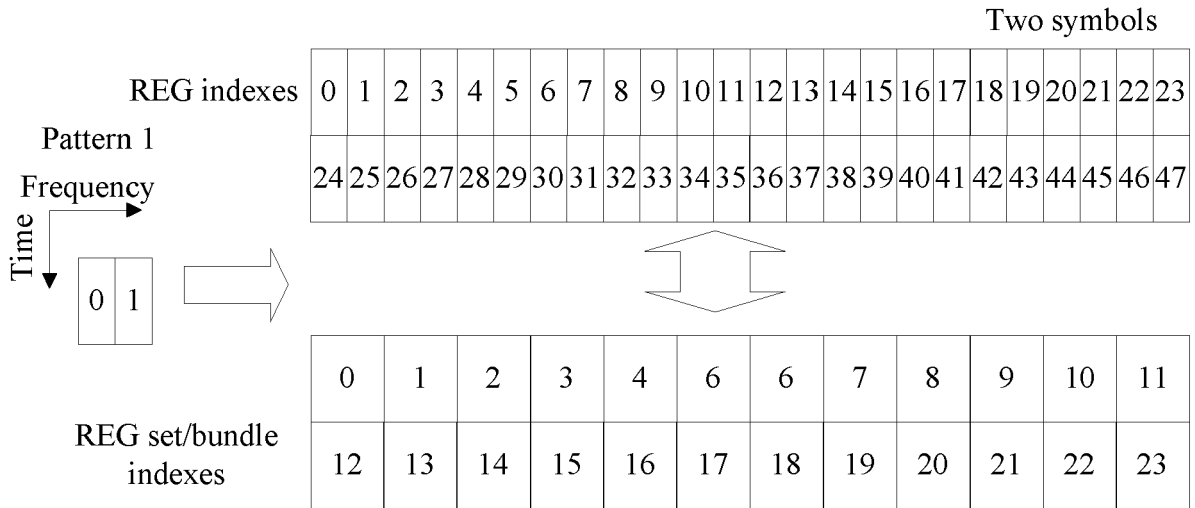 Two symbols
REG indexes 0 1 2 3 4 5 6 7 8 9 10 11 12 13 14 15 16 17 18 19 20 21 22 23
Pattern 1
24 25 26 27 28 29 30 31 32 33 34 35 36 37 38 39 40 41 42 43 44 45 46 47
Frequency
Time
0 1
0 1 2 3 4 6 6 7 8 9 10 11
REG set/bundle
indexes
12 13 14 15 16 17 18 19 20 21 22 23